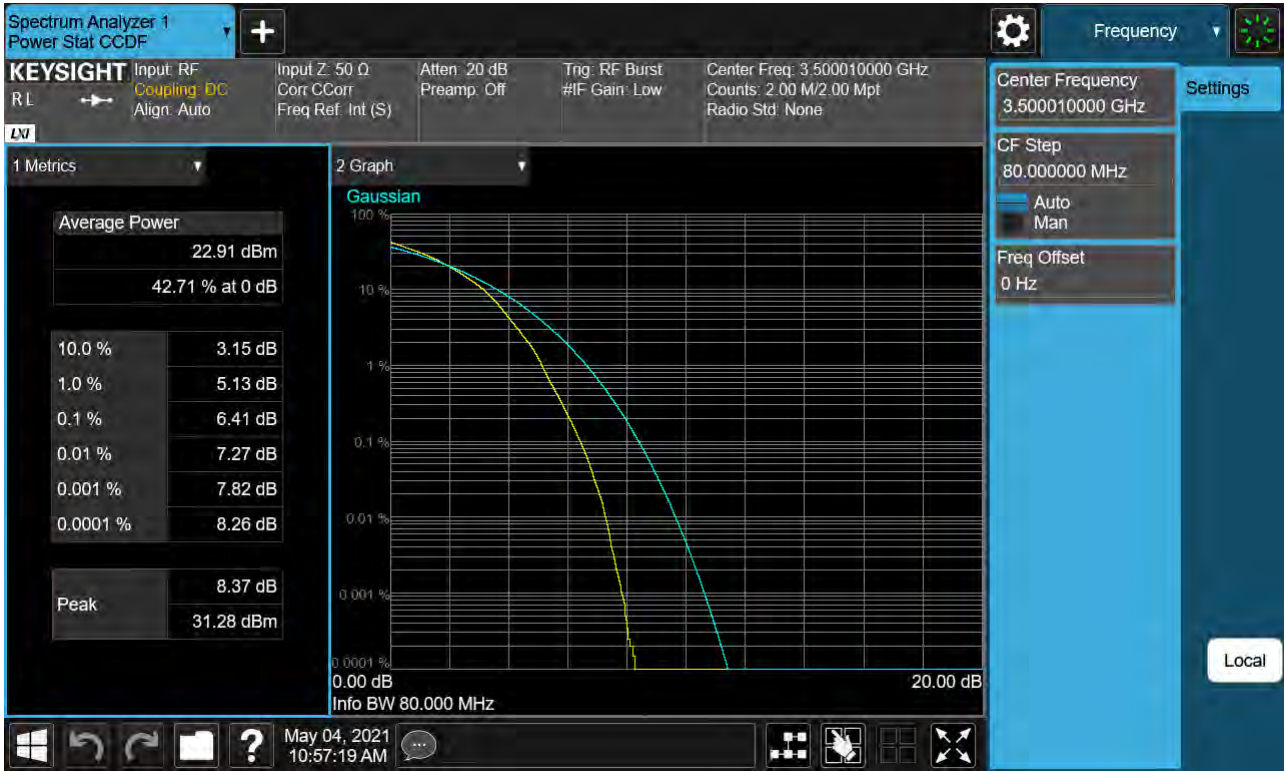 Spectrum Analyzer 1
Power Stat CCDF
+
Frequency
KEYSIGHT
RL
LXI
Input: RF
Coupling: DC
Align: Auto
Input Z: 50 Ω
Corr CCorr
Freq Ref: Int (S)
Atten: 20 dB
Preamp: Off
Trig: RF Burst
#IF Gain: Low
Center Freq: 3.500010000 GHz
Counts: 2.00 M/2.00 Mpt
Radio Std: None
Center Frequency
3.500010000 GHz
Settings
CF Step
80.000000 MHz
Auto
Man
Freq Offset
0 Hz
1 Metrics
Average Power
22.91 dBm
42.71 % at 0 dB
10.0 % 3.15 dB
1.0 % 5.13 dB
0.1 % 6.41 dB
0.01 % 7.27 dB
0.001 % 7.82 dB
0.0001 % 8.26 dB
Peak
8.37 dB
31.28 dBm
2 Graph
Gaussian
100 %
10 %
1 %
0.1 %
0.01 %
0.001 %
0.0001 %
0.00 dB 20.00 dB
Info BW 80.000 MHz
Local
?
May 04, 2021
10:57:19 AM